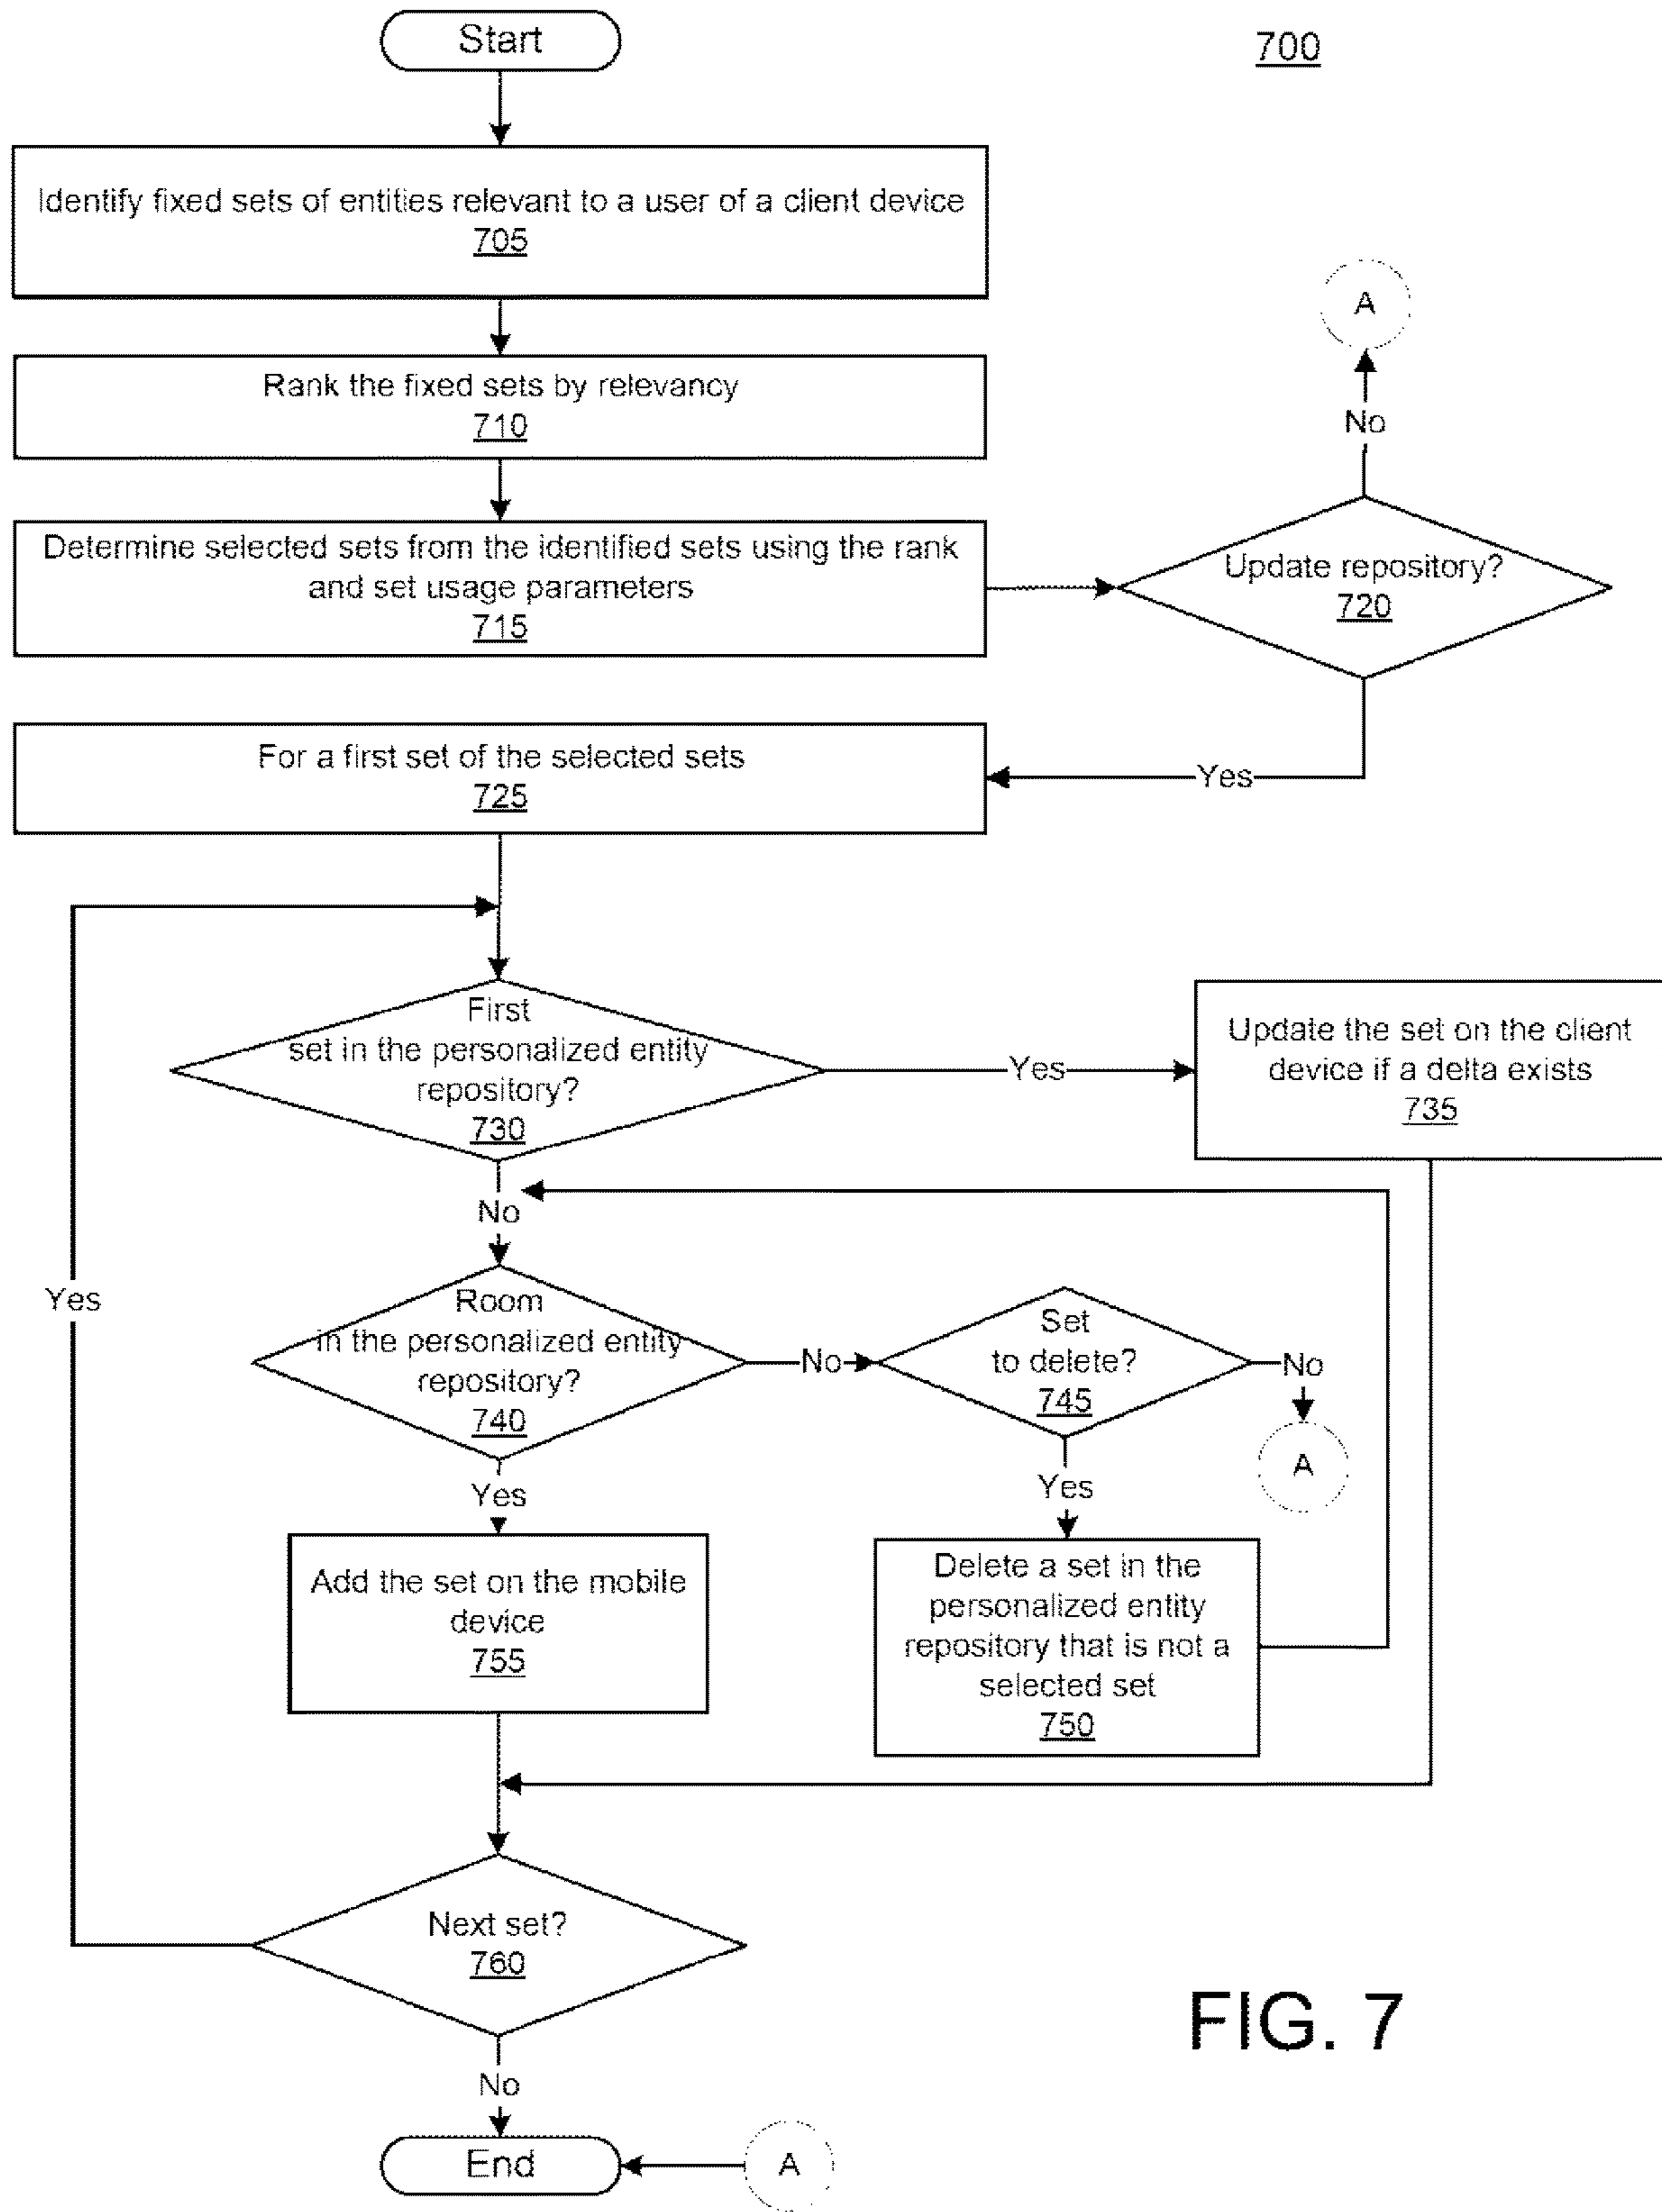 Start
700
Identify fixed sets of entities relevant to a user of a client device
705
A
Rank the fixed sets by relevancy
710
No
Determine selected sets from the identified sets using the rank
and set usage parameters
715
Update repository?
720
For a first set of the selected sets
725
Yes
First
set in the personalized entity
repository?
730
Yes
Update the set on the client
device if a delta exists
735
No
Yes
Room
in the personalized entity
repository?
740
No
Set
to delete?
745
No
A
Yes
Yes
Add the set on the mobile
device
755
Delete a set in the
personalized entity
repository that is not a
selected set
750
Next set?
760
FIG. 7
No
End
A